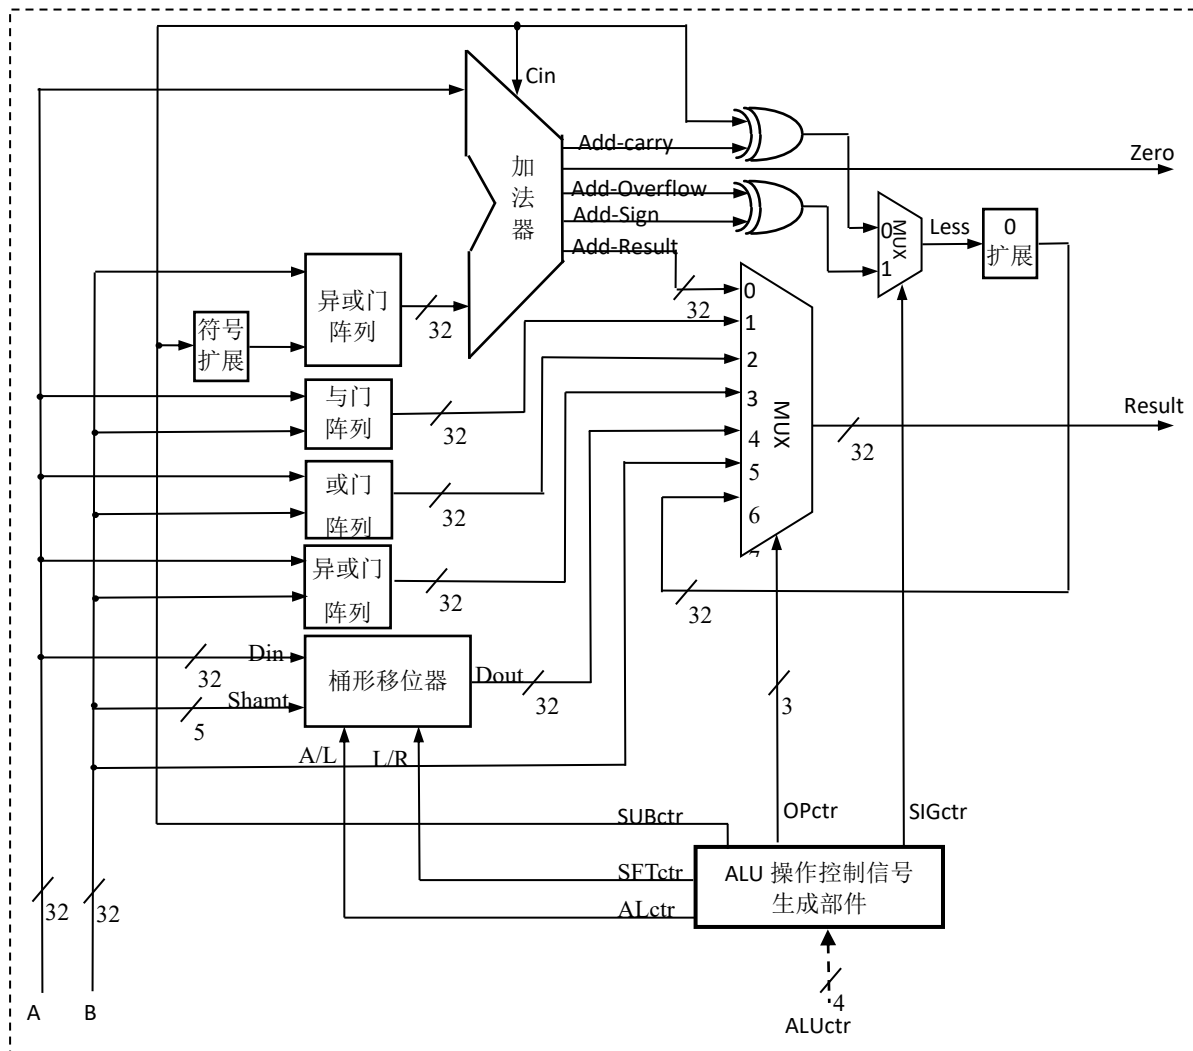 Cin
Add-carry
Zero
加
法
器
Add-Overflow
Add-Sign
Add-Result
0
1
MUX
Less
0
扩展
异或门
阵列
32
符号
扩展
32
0
1
2
3
4
5
6
MUX
32
Result
与门
阵列
32
或门
阵列
32
异或门
阵列
32
32
Din
32
桶形移位器
Dout
32
Shamt
5
3
A/L
L/R
SUBctr
OPctr
SIGctr
SFTctr
ALctr
ALU 操作控制信号
生成部件
32
32
4
A
B
ALUctr